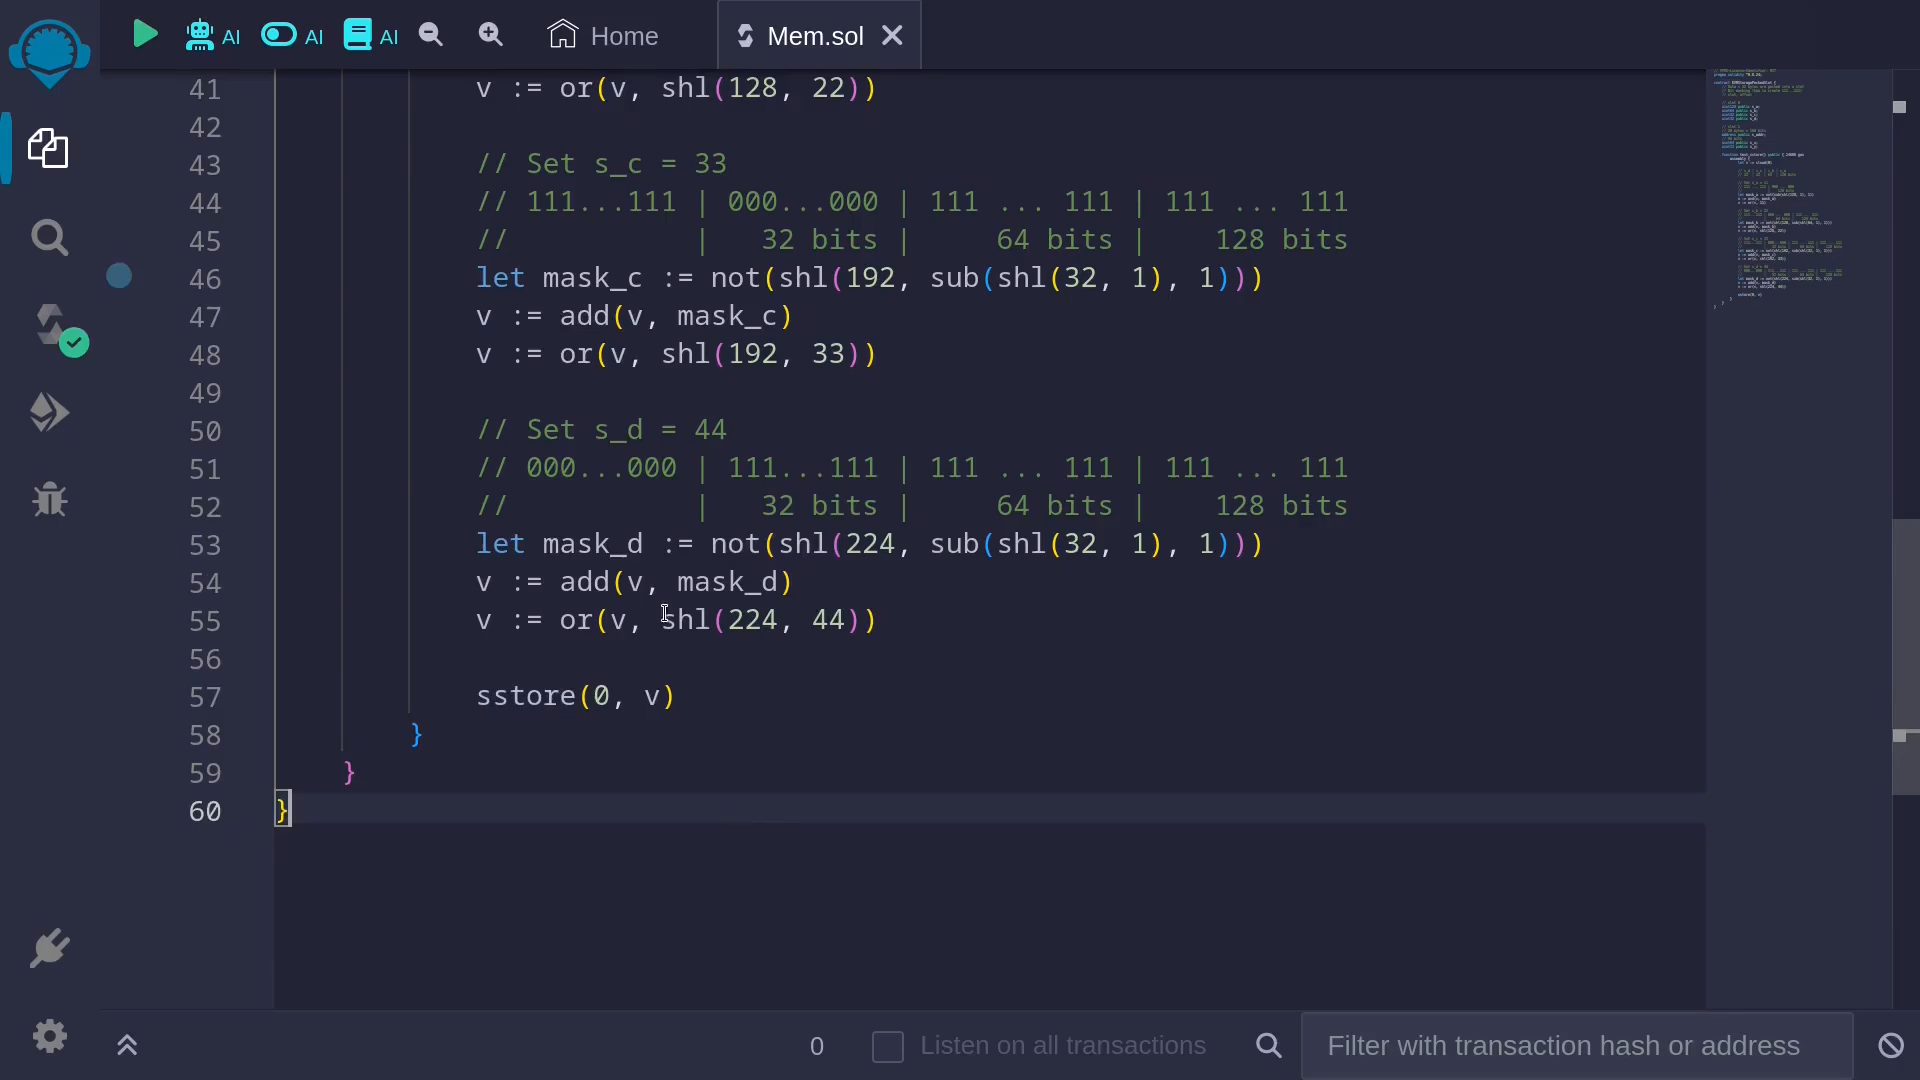 AI
AI
AI
Home
Mem.sol
41 v := or(v, shl(128, 22))
42
43 // Set s_c = 33
44 // 111...111 | 000...000 | 111 ... 111 | 111 ... 111
45 // | 32 bits | 64 bits | 128 bits
46 let mask_c := not(shl(192, sub(shl(32, 1), 1)))
47 v := add(v, mask_c)
48 v := or(v, shl(192, 33))
49
50 // Set s_d = 44
51 // 000...000 | 111...111 | 111 ... 111 | 111 ... 111
52 // | 32 bits | 64 bits | 128 bits
53 let mask_d := not(shl(224, sub(shl(32, 1), 1)))
54 v := add(v, mask_d)
55 v := or(v, shl(224, 44))
56
57 sstore(0, v)
58 }
59 }
60 }
0
Listen on all transactions
Filter with transaction hash or address